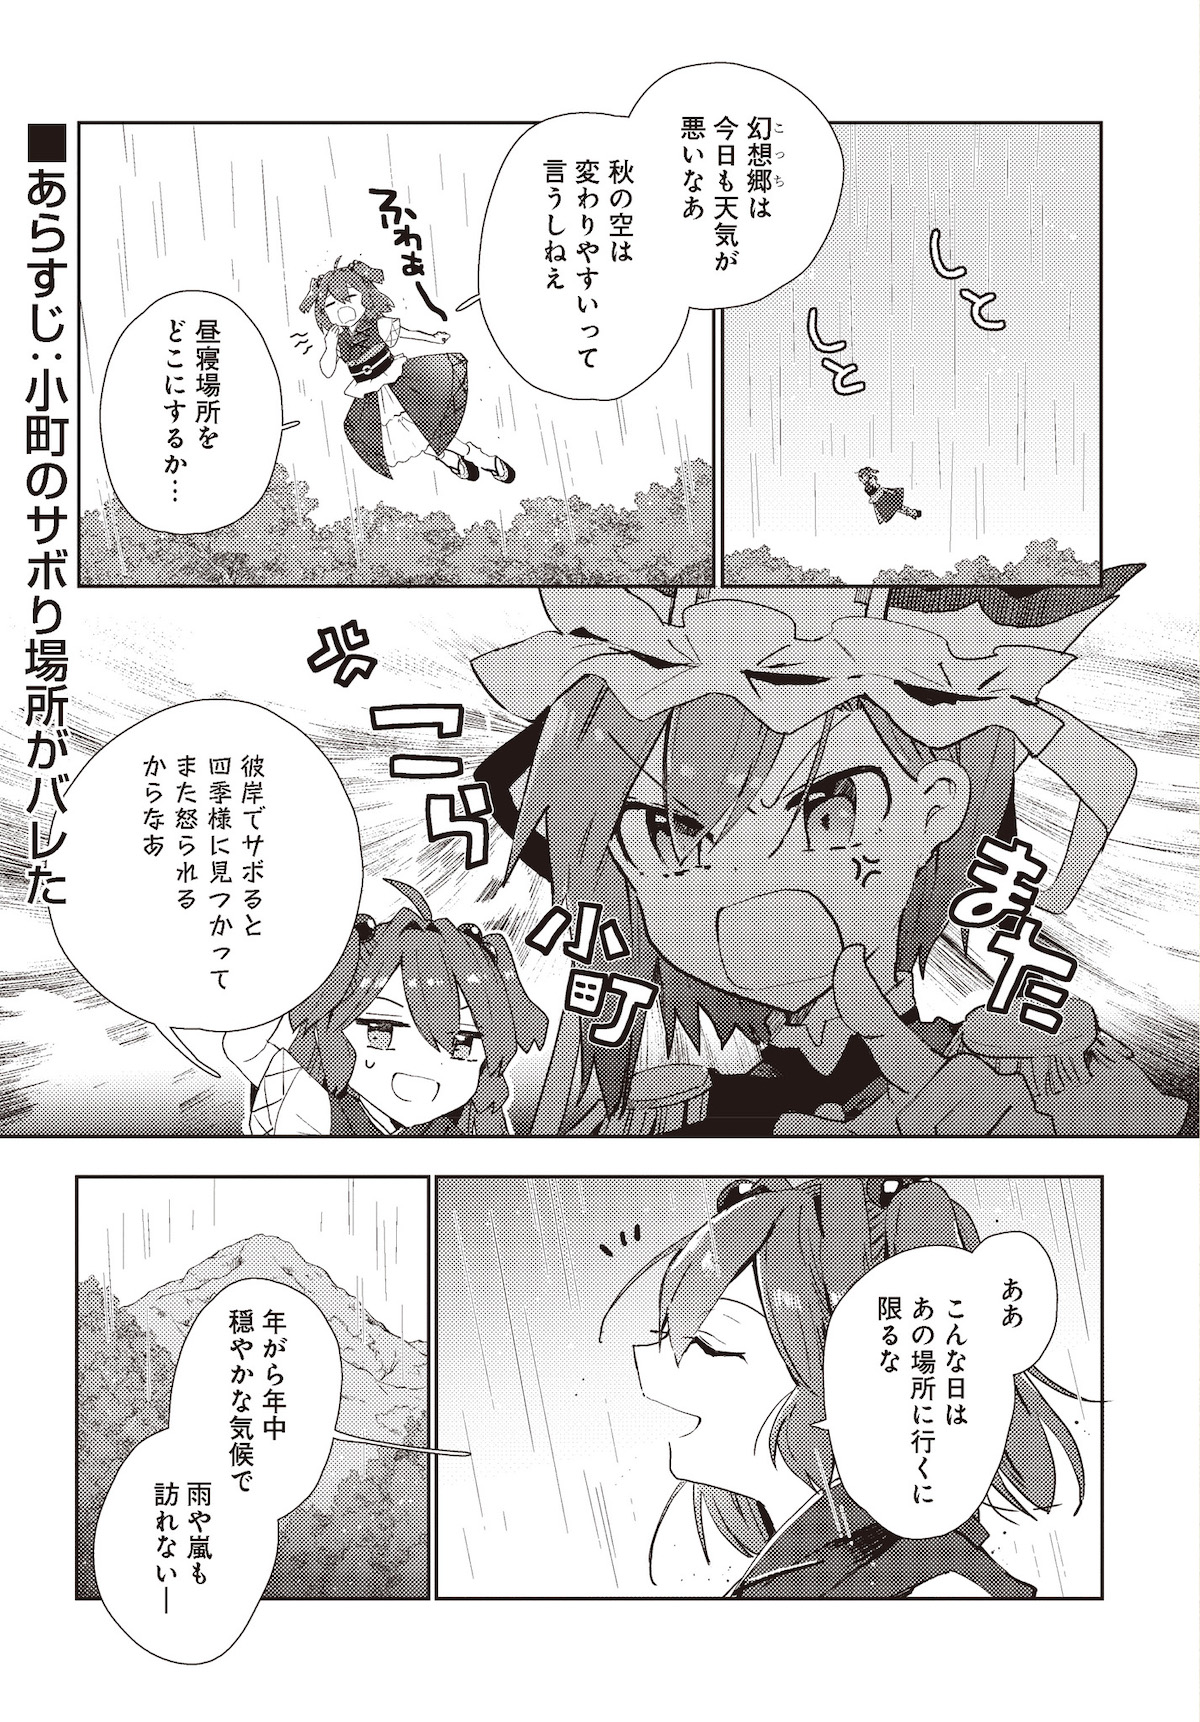 ■あらすじ：小町のサボり場所がバレた
しとしと
幻想郷は
こっち
今日も天気が
悪いなあ
秋の空は
変わりやすいって
言うしねえ
ふわぁ〜
昼寝場所を
どこにするか…
また
小町
こらっ
彼岸でサボると
四季様に見つかって
また怒られる
からなあ
ああ
こんな日は
あの場所に行くに
限るな
年がら年中
穏やかな気候で
雨や嵐も
訪れない―